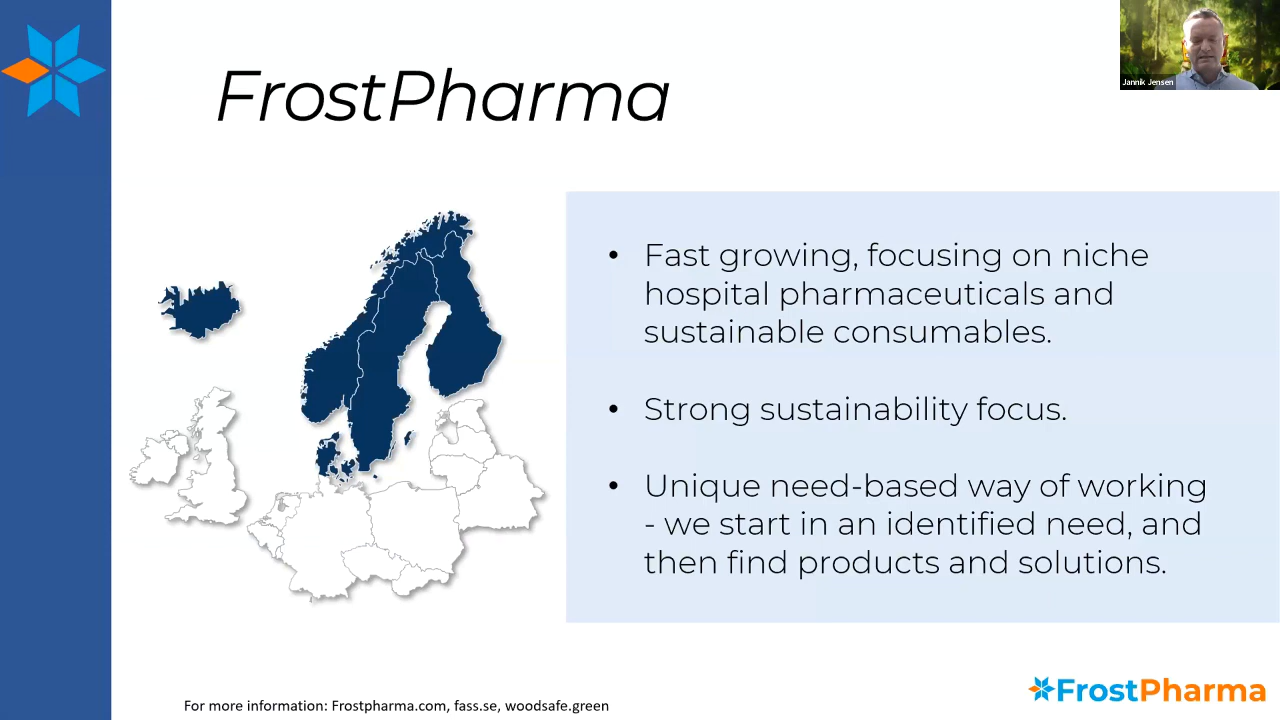 Jannik Jensen
FrostPharma
• Fast growing, focusing on niche
hospital pharmaceuticals and
sustainable consumables.
• Strong sustainability focus.
• Unique need-based way of working
- we start in an identified need, and
then find products and solutions.
FrostPharma
For more information: Frostpharma.com, fass.se, woodsafe.green